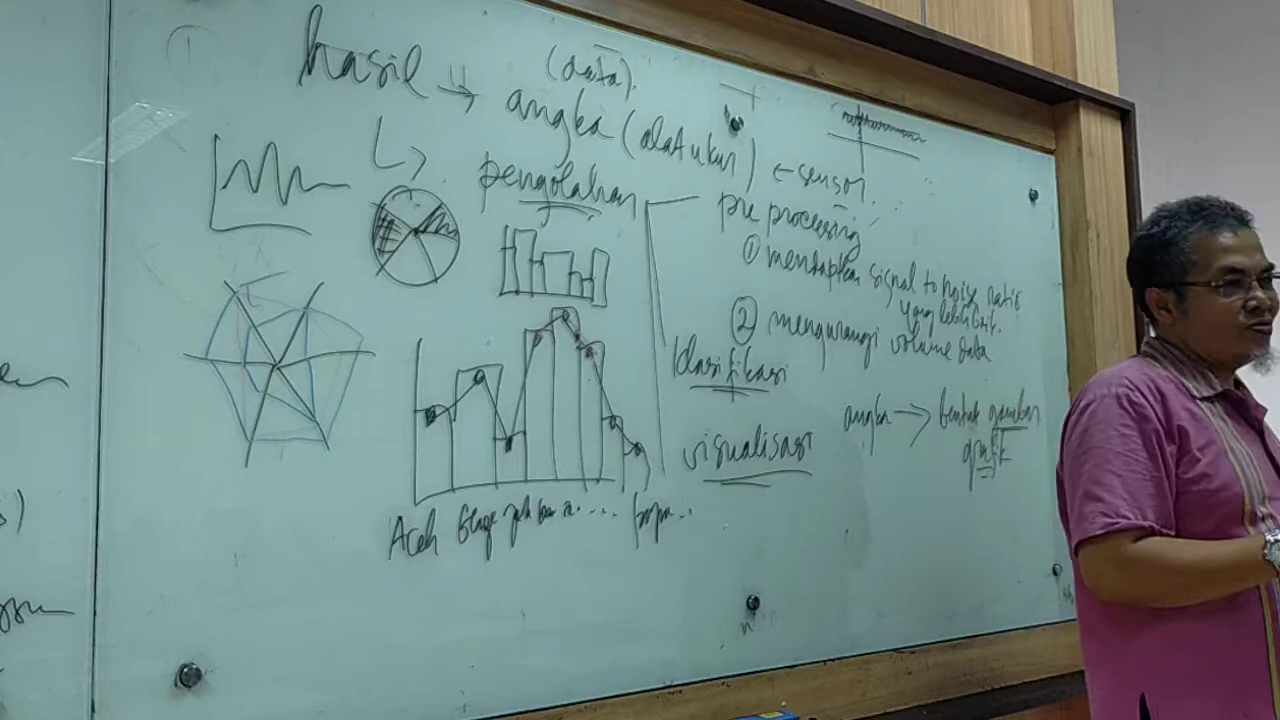 hasil → (data).
angka (alat ukur) ← sensor.
pengolahan
pre processing
① mendaptkan signal to noise ratio
yang lebih baik.
② mengurangi volume data
klasifikasi
visualisasi
angka → bentuk gambar
grafik
Aceh